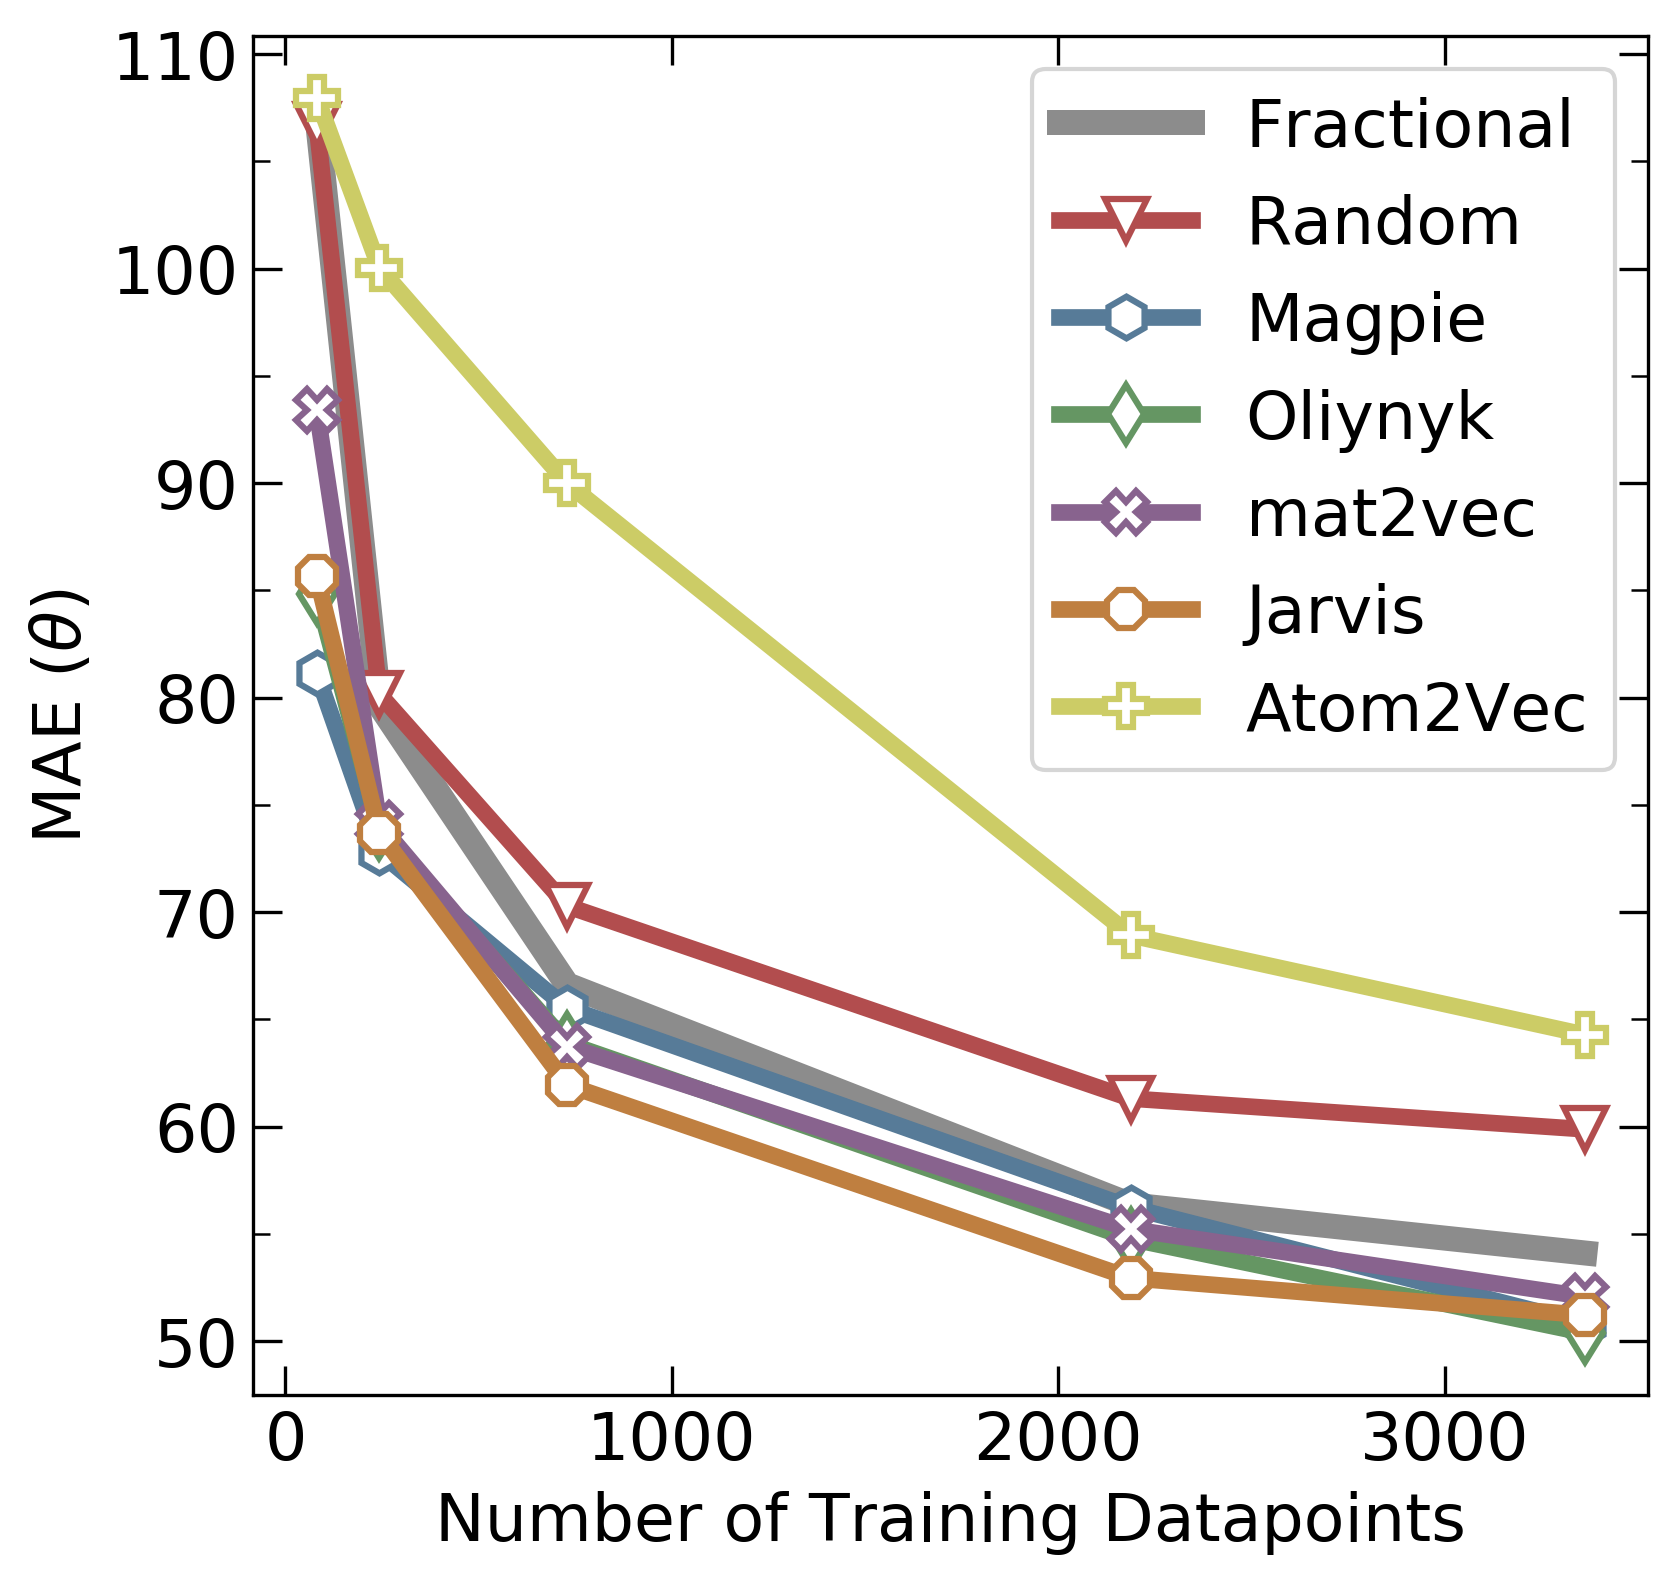 110
100
90
80
70
60
50
MAE (θ)
0 1000 2000 3000
Number of Training Datapoints
Fractional
Random
Magpie
Oliynyk
mat2vec
Jarvis
Atom2Vec